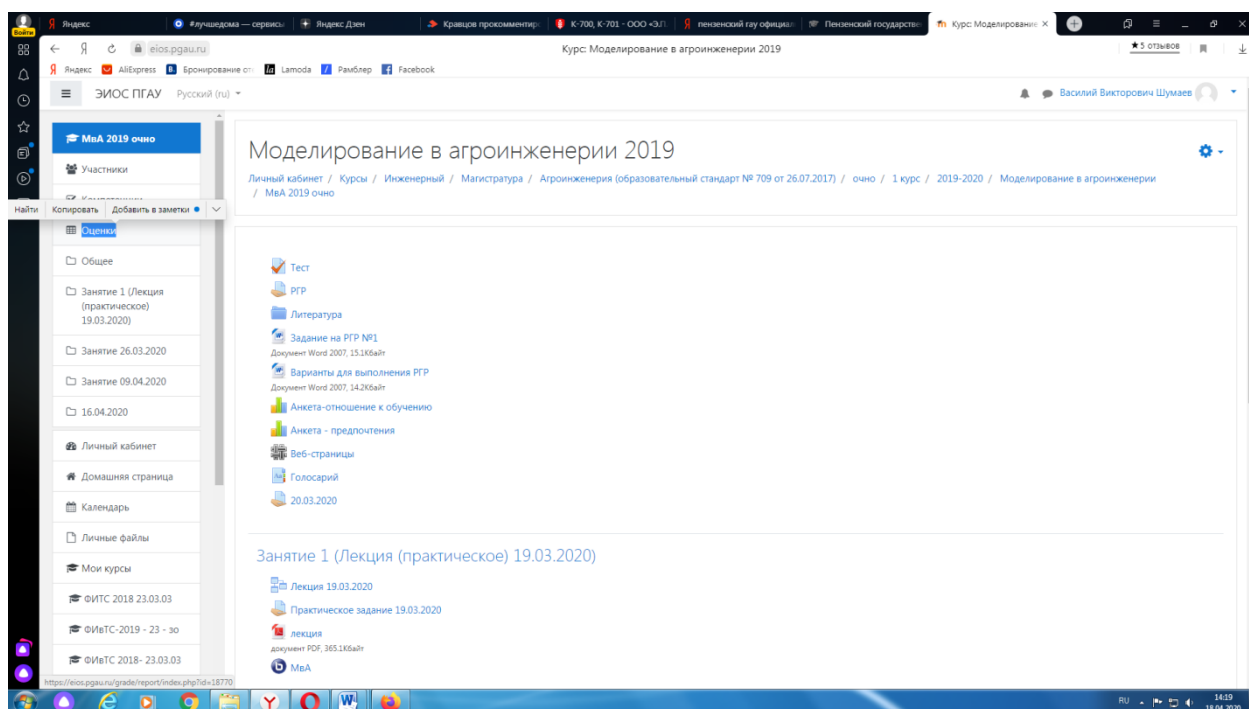 Войти
Яндекс
#лучшедома — сервисы
Яндекс.Дзен
Кравцов прокомментир
К-700, К-701 - ООО «Э.Л
пензенский гау официал
Пензенский государстве
Курс: Моделирование
eios.pgau.ru
Курс: Моделирование в агроинженерии 2019
★5 отзывов
Яндекс
AliExpress
Бронирование от
Lamoda
Рамблер
Facebook
ЭИОС ПГАУ
Русский (ru)
Василий Викторович Шумаев
МвА 2019 очно
Участники
Компетенции
Найти
Копировать
Добавить в заметки
Оценки
Общее
Занятие 1 (Лекция
(практическое)
19.03.2020)
Занятие 26.03.2020
Занятие 09.04.2020
16.04.2020
Личный кабинет
Домашняя страница
Календарь
Личные файлы
Мои курсы
ФИТС 2018 23.03.03
ФИвТС-2019 - 23 - зо
ФИвТС 2018- 23.03.03
https://eios.pgau.ru/grade/report/index.php?id=18770
Моделирование в агроинженерии 2019
Личный кабинет / Курсы / Инженерный / Магистратура / Агроинженерия (образовательный стандарт № 709 от 26.07.2017) / очно / 1 курс / 2019-2020 / Моделирование в агроинженерии
/ МвА 2019 очно
Тест
РГР
Литература
Задание на РГР №1
Документ Word 2007, 15.1Кбайт
Варианты для выполнения РГР
Документ Word 2007, 14.2Кбайт
Анкета-отношение к обучению
Анкета - предпочтения
Веб-страницы
Голосарий
20.03.2020
Занятие 1 (Лекция (практическое) 19.03.2020)
Лекция 19.03.2020
Практическое задание 19.03.2020
лекция
документ PDF, 365.1Кбайт
МвА
RU
14:19
18.04.2020